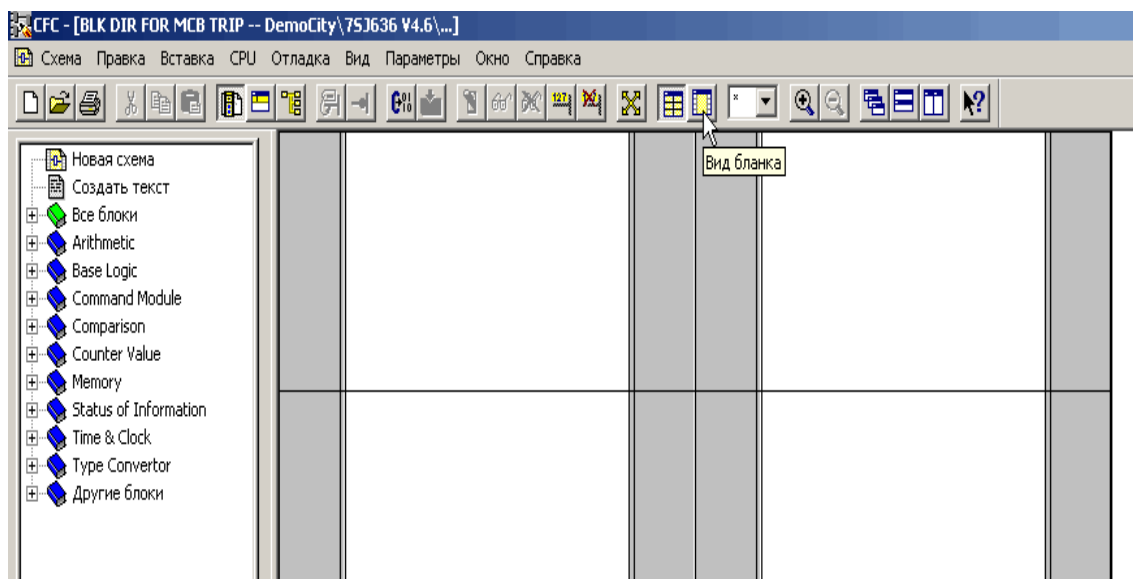 CFC - [BLK DIR FOR MCB TRIP -- DemoCity\7SJ636 V4.6\...]
Схема Правка Вставка CPU Отладка Вид Параметры Окно Справка
127
*
Вид бланка
Новая схема
Создать текст
Все блоки
Arithmetic
Base Logic
Command Module
Comparison
Counter Value
Memory
Status of Information
Time & Clock
Type Convertor
Другие блоки